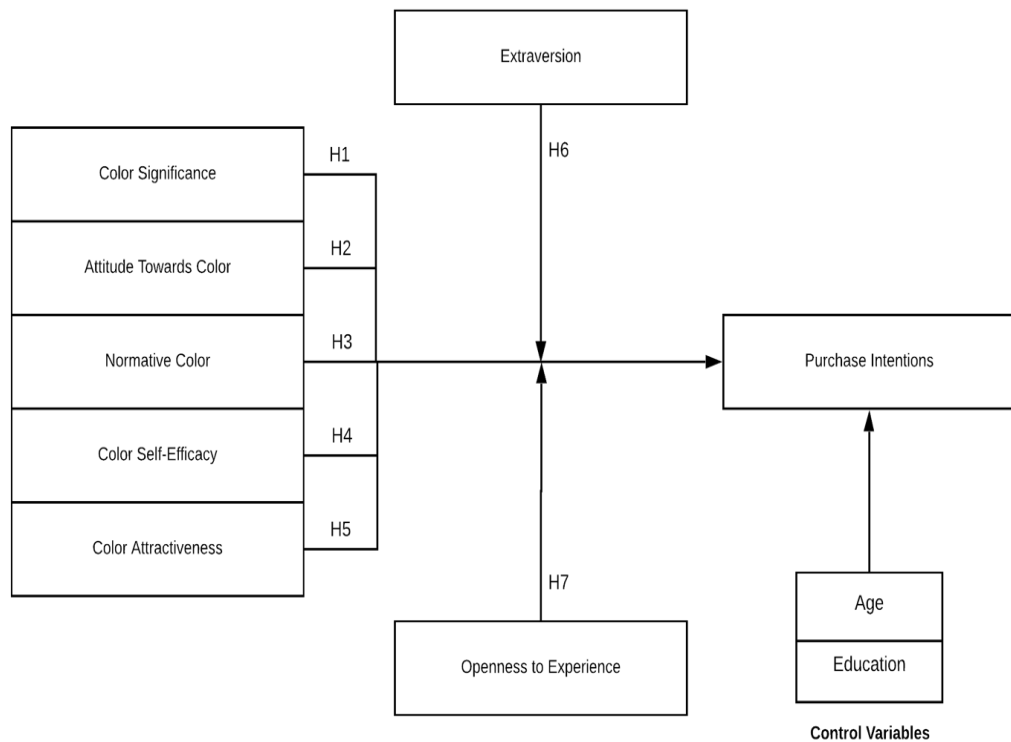 Extraversion
H6
Color Significance
H1
Attitude Towards Color
H2
Normative Color
H3
Color Self-Efficacy
H4
Color Attractiveness
H5
Purchase Intentions
H7
Openness to Experience
Age
Education
Control Variables